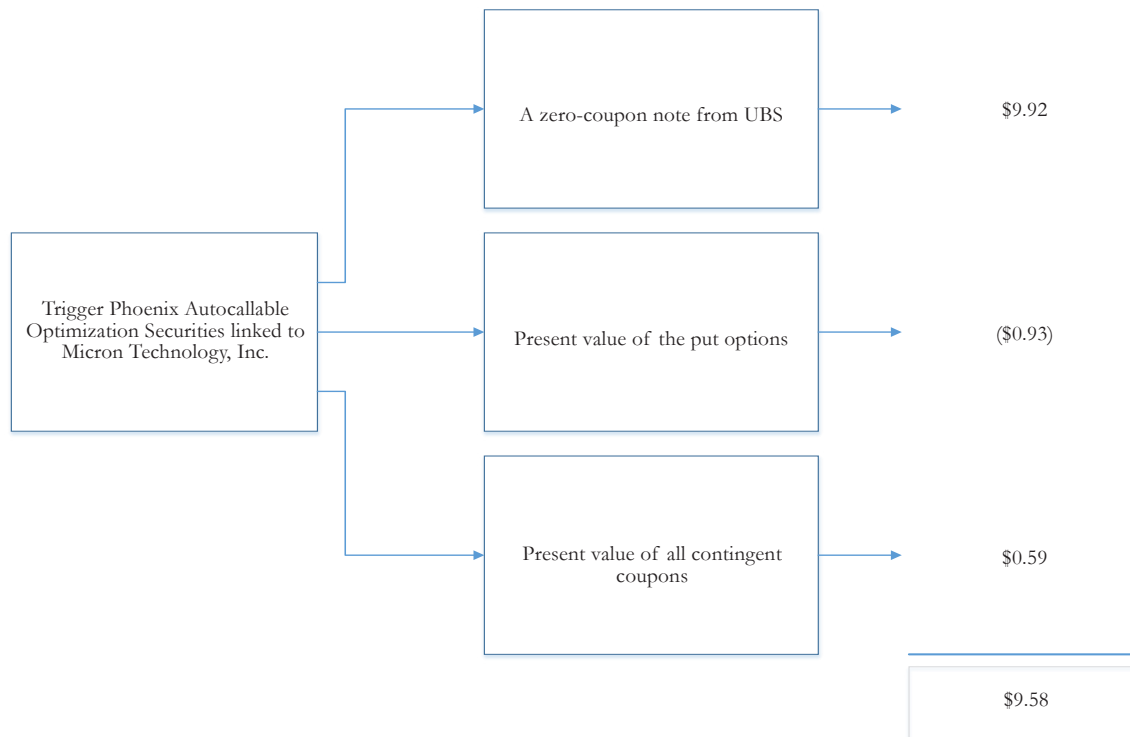 A zero-coupon note from UBS
$9.92
Trigger Phoenix Autocallable
Optimization Securities linked to
Micron Technology, Inc.
Present value of the put options
($0.93)
Present value of all contingent
coupons
$0.59
$9.58